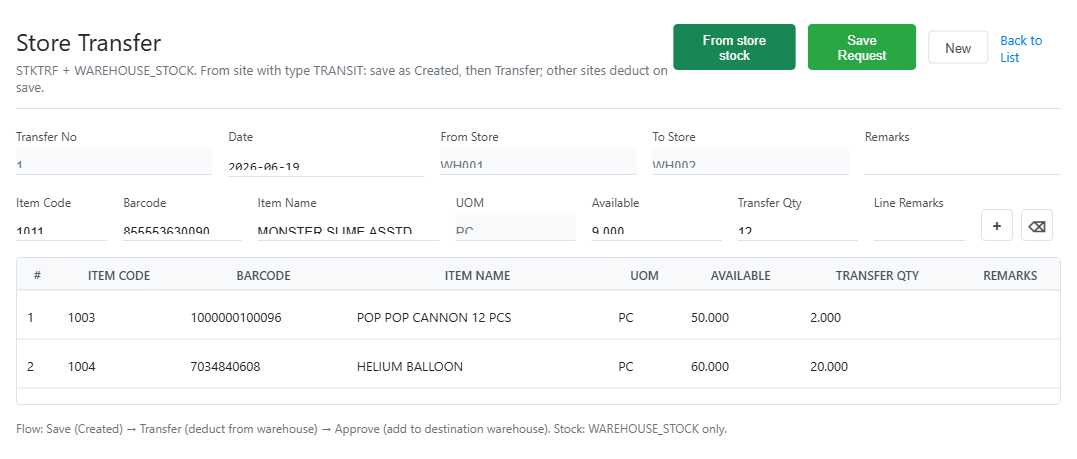 Store Transfer
From store stock
Save Request
New
Back to List
STKTRF + WAREHOUSE_STOCK. From site with type TRANSIT: save as Created, then Transfer; other sites deduct on
save.
Transfer No Date From Store To Store Remarks
1 2026-06-19 WH001 WH002
Item Code Barcode Item Name UOM Available Transfer Qty Line Remarks
1011 855553630090 MONSTER SLIME ASSTD PC 9.000 12 +
# ITEM CODE BARCODE ITEM NAME UOM AVAILABLE TRANSFER QTY REMARKS
1 1003 1000000100096 POP POP CANNON 12 PCS PC 50.000 2.000
2 1004 7034840608 HELIUM BALLOON PC 60.000 20.000
Flow: Save (Created) → Transfer (deduct from warehouse) → Approve (add to destination warehouse). Stock: WAREHOUSE_STOCK only.